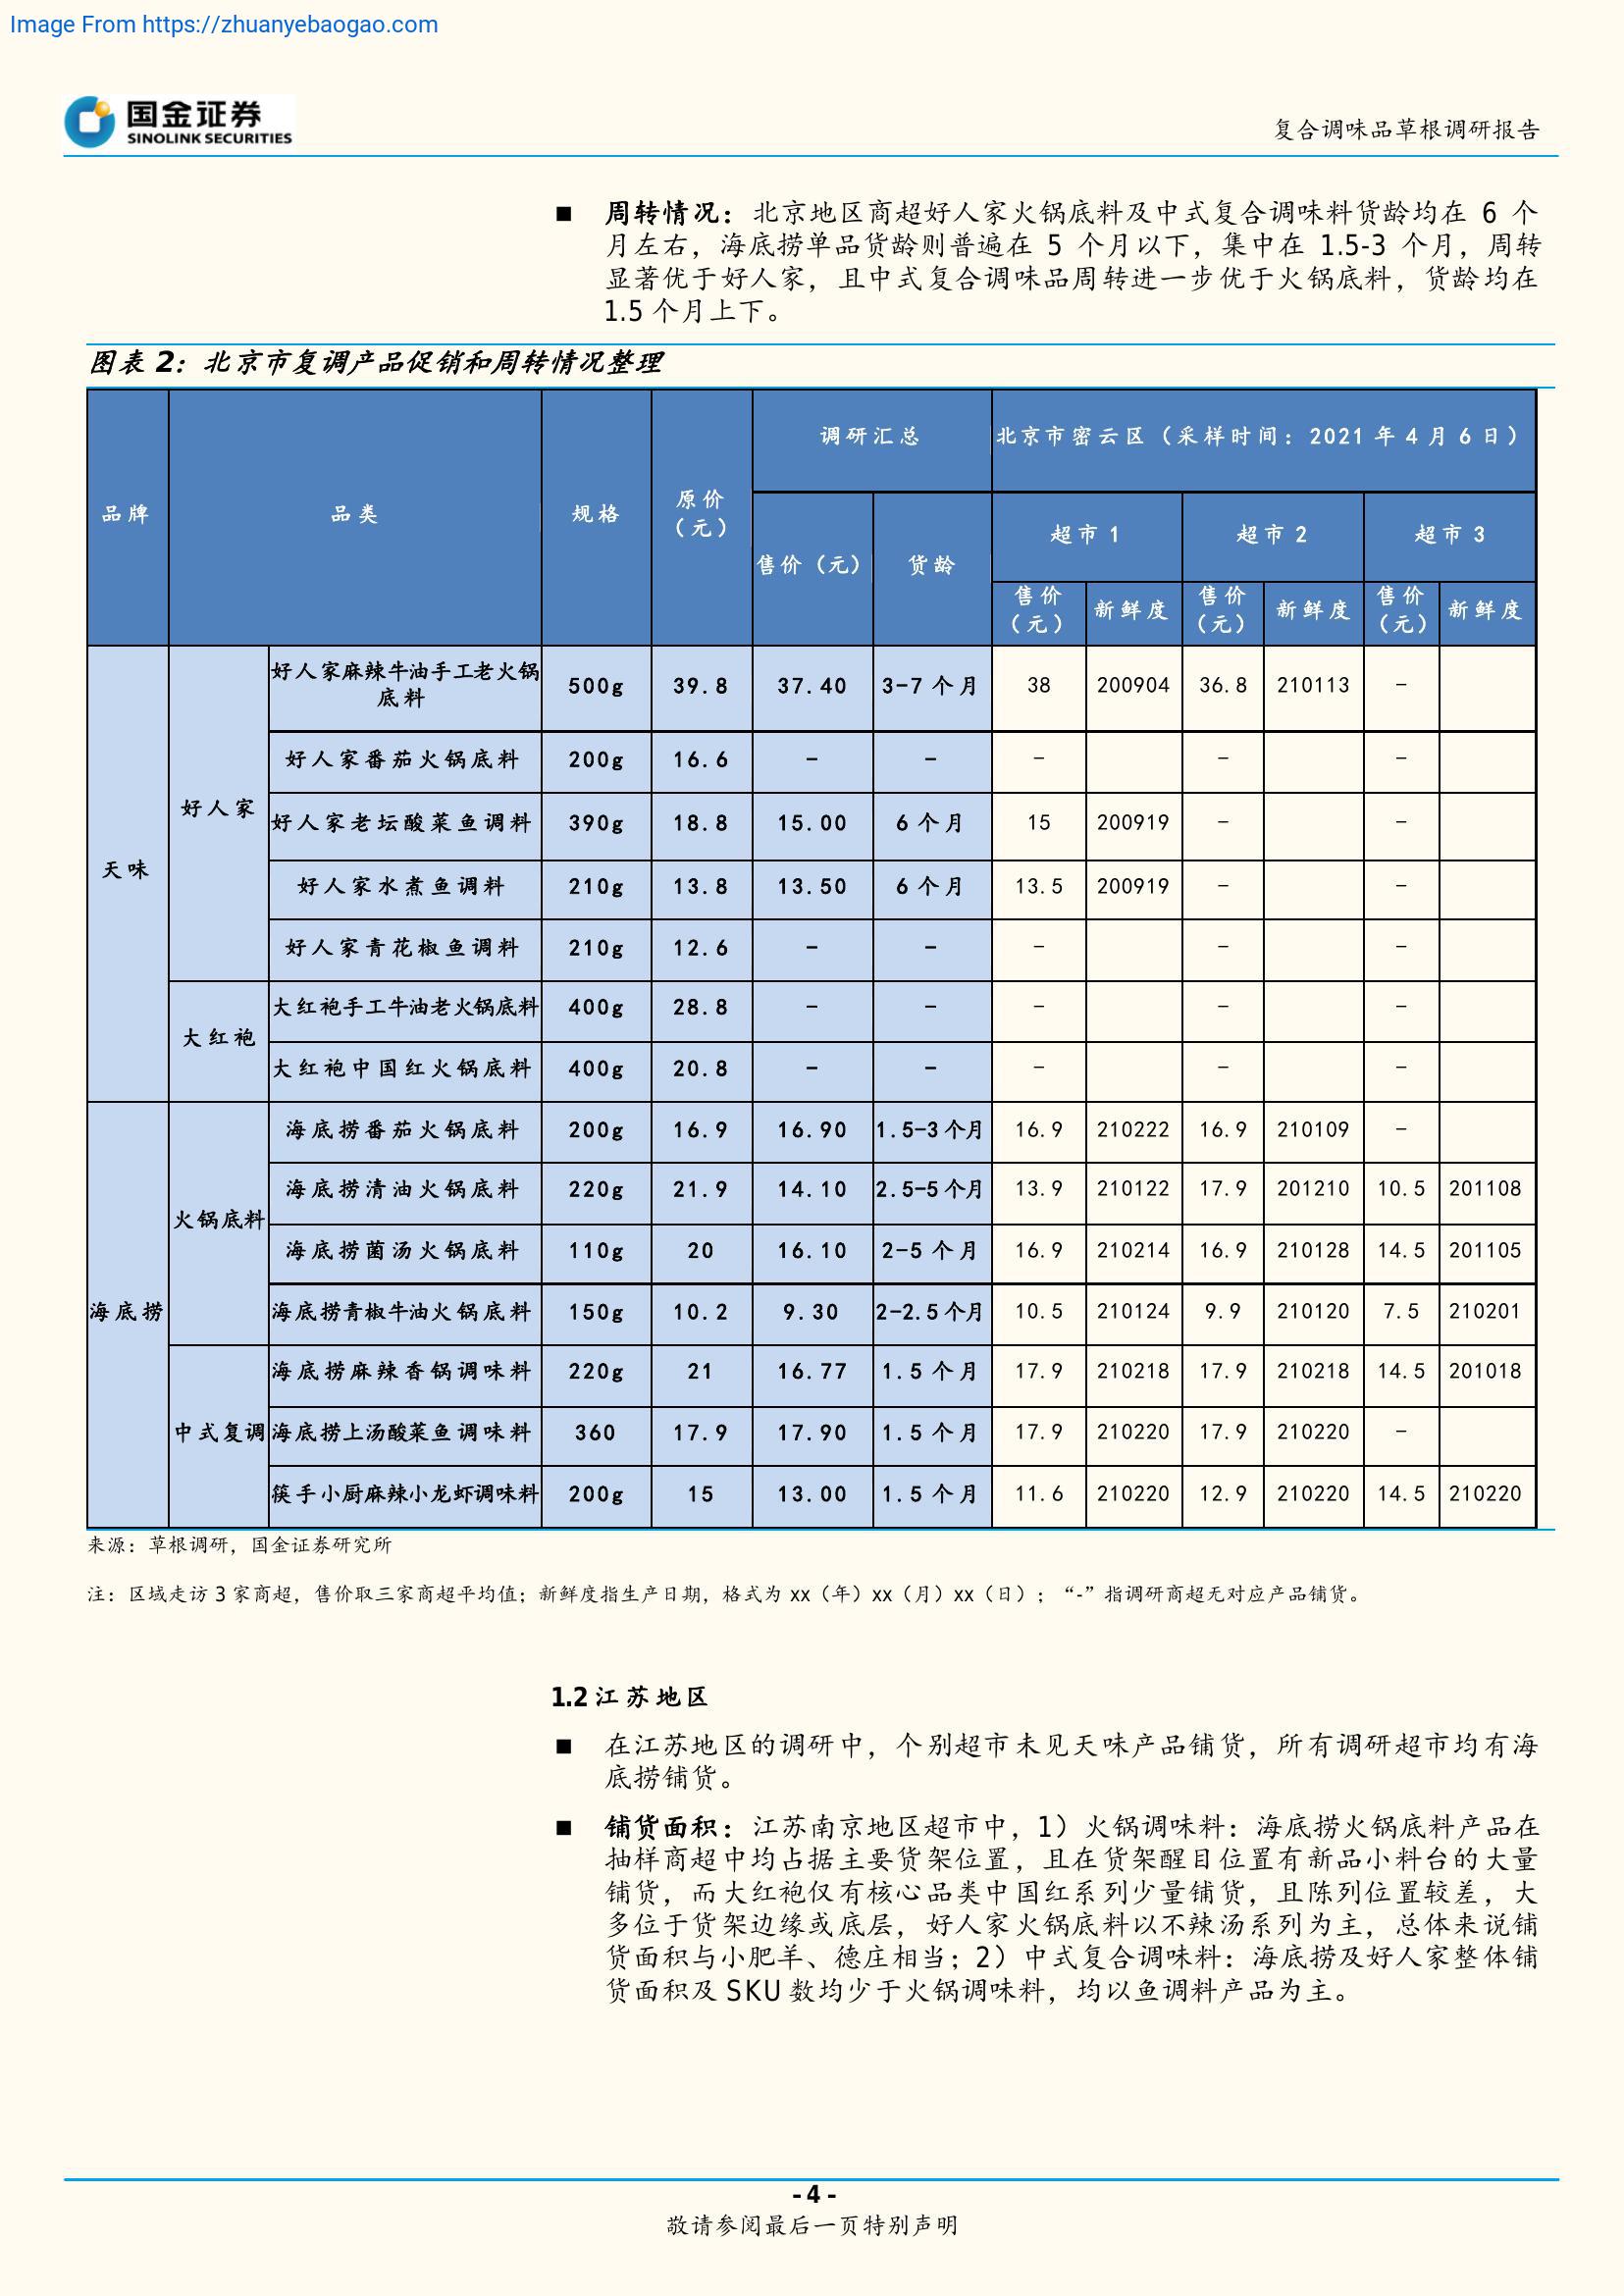 Image From https://zhuanyebaogao.com
国金证券
SINOLINK SECURITIES
复合调味品草根调研报告
■ 周转情况：北京地区商超好人家火锅底料及中式复合调味料货龄均在 6 个
月左右，海底捞单品货龄则普遍在 5 个月以下，集中在 1.5-3 个月，周转
显著优于好人家，且中式复合调味品周转进一步优于火锅底料，货龄均在
1.5 个月上下。
图表 2：北京市复调产品促销和周转情况整理
品牌 品类 规格 原价（元） 调研汇总 北京市密云区（采样时间：2021 年 4 月 6 日）
售价（元） 货龄 超市 1 超市 2 超市 3
售价（元） 新鲜度 售价（元） 新鲜度 售价（元） 新鲜度
天味 好人家 好人家麻辣牛油手工老火锅底料 500g 39.8 37.40 3-7 个月 38 200904 36.8 210113 -
好人家番茄火锅底料 200g 16.6 - - - - -
好人家老坛酸菜鱼调料 390g 18.8 15.00 6 个月 15 200919 - -
好人家水煮鱼调料 210g 13.8 13.50 6 个月 13.5 200919 - -
好人家青花椒鱼调料 210g 12.6 - - - - -
大红袍 大红袍手工牛油老火锅底料 400g 28.8 - - - - -
大红袍中国红火锅底料 400g 20.8 - - - - -
海底捞 火锅底料 海底捞番茄火锅底料 200g 16.9 16.90 1.5-3 个月 16.9 210222 16.9 210109 -
海底捞清油火锅底料 220g 21.9 14.10 2.5-5 个月 13.9 210122 17.9 201210 10.5 201108
海底捞菌汤火锅底料 110g 20 16.10 2-5 个月 16.9 210214 16.9 210128 14.5 201105
海底捞青椒牛油火锅底料 150g 10.2 9.30 2-2.5 个月 10.5 210124 9.9 210120 7.5 210201
中式复调 海底捞麻辣香锅调味料 220g 21 16.77 1.5 个月 17.9 210218 17.9 210218 14.5 201018
海底捞上汤酸菜鱼调味料 360 17.9 17.90 1.5 个月 17.9 210220 17.9 210220 -
筷手小厨麻辣小龙虾调味料 200g 15 13.00 1.5 个月 11.6 210220 12.9 210220 14.5 210220
来源：草根调研，国金证券研究所
注：区域走访 3 家商超，售价取三家商超平均值；新鲜度指生产日期，格式为 xx（年）xx（月）xx（日）；“-”指调研商超无对应产品铺货。
1.2 江苏地区
■ 在江苏地区的调研中，个别超市未见天味产品铺货，所有调研超市均有海
底捞铺货。
■ 铺货面积：江苏南京地区超市中，1）火锅调味料：海底捞火锅底料产品在
抽样商超中均占据主要货架位置，且在货架醒目位置有新品小料台的大量
铺货，而大红袍仅有核心品类中国红系列少量铺货，且陈列位置较差，大
多位于货架边缘或底层，好人家火锅底料以不辣汤系列为主，总体来说铺
货面积与小肥羊、德庄相当；2）中式复合调味料：海底捞及好人家整体铺
货面积及 SKU 数均少于火锅调味料，均以鱼调料产品为主。
- 4 -
敬请参阅最后一页特别声明